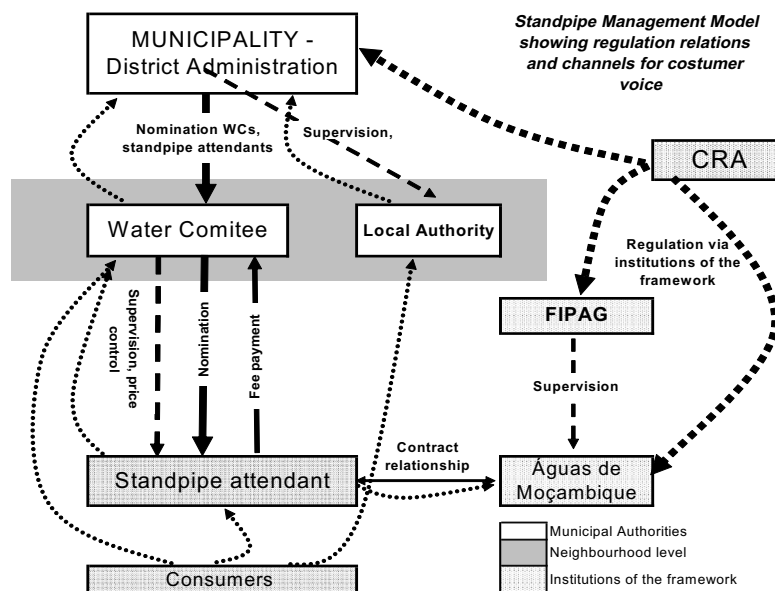 MUNICIPALITY -
District Administration
Standpipe Management Model
showing regulation relations
and channels for costumer
voice
Nomination WCs,
standpipe attendants
Supervision,
CRA
Water Comitee
Local Authority
Regulation via
institutions of the
framework
FIPAG
Supervision, price
control
Nomination
Fee payment
Supervision
Contract
relationship
Standpipe attendant
Águas de
Moçambique
Consumers
Municipal Authorities
Neighbourhood level
Institutions of the framework